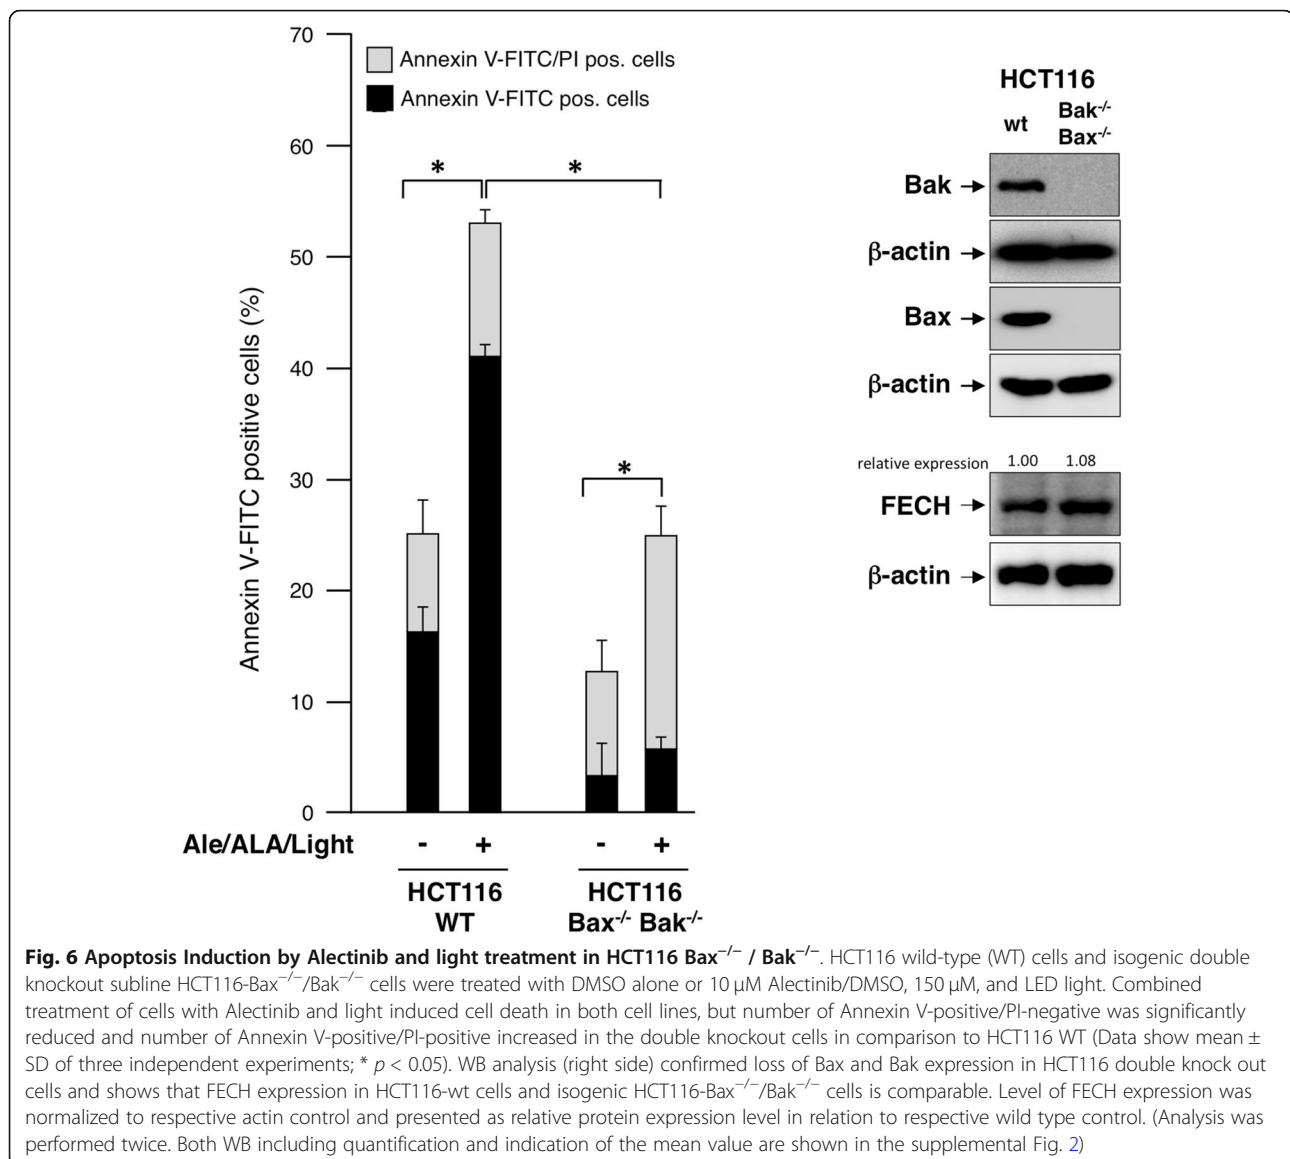 70
60
50
40
30
20
10
0
Annexin V-FITC positive cells (%)
Annexin V-FITC/PI pos. cells
Annexin V-FITC pos. cells
*
*
*
Ale/ALA/Light - + - +
HCT116 WT
HCT116 Bax-/- Bak-/-
HCT116
wt Bak-/- Bax-/-
Bak
β-actin
Bax
β-actin
relative expression 1.00 1.08
FECH
β-actin
Fig. 6 Apoptosis Induction by Alectinib and light treatment in HCT116 Bax−/− / Bak−/−. HCT116 wild-type (WT) cells and isogenic double
knockout subline HCT116-Bax−/−/Bak−/− cells were treated with DMSO alone or 10 μM Alectinib/DMSO, 150 μM, and LED light. Combined
treatment of cells with Alectinib and light induced cell death in both cell lines, but number of Annexin V-positive/PI-negative was significantly
reduced and number of Annexin V-positive/PI-positive increased in the double knockout cells in comparison to HCT116 WT (Data show mean ±
SD of three independent experiments; * p < 0.05). WB analysis (right side) confirmed loss of Bax and Bak expression in HCT116 double knock out
cells and shows that FECH expression in HCT116-wt cells and isogenic HCT116-Bax−/−/Bak−/− cells is comparable. Level of FECH expression was
normalized to respective actin control and presented as relative protein expression level in relation to respective wild type control. (Analysis was
performed twice. Both WB including quantification and indication of the mean value are shown in the supplemental Fig. 2)